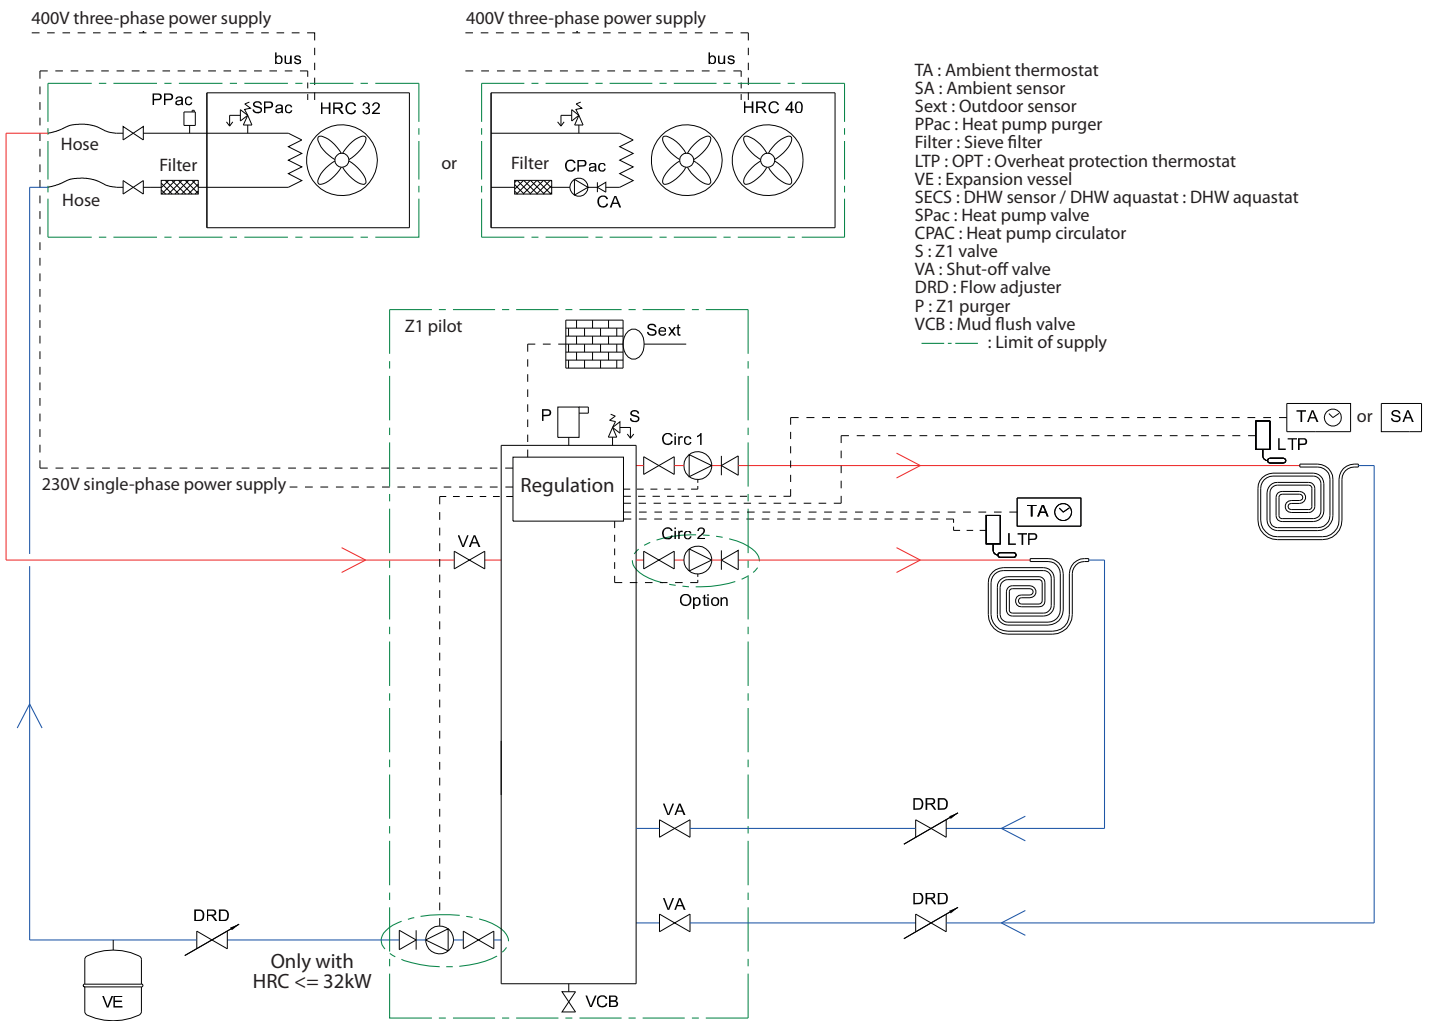 400V three-phase power supply
400V three-phase power supply
bus
bus
PPac
SPac
HRC 32
HRC 40
Hose
Filter
Hose
or
Filter
CPac
CA
TA : Ambient thermostat
SA : Ambient sensor
Sext : Outdoor sensor
PPac : Heat pump purger
Filter : Sieve filter
LTP : OPT : Overheat protection thermostat
VE : Expansion vessel
SECS : DHW sensor / DHW aquastat : DHW aquastat
SPac : Heat pump valve
CPAC : Heat pump circulator
S : Z1 valve
VA : Shut-off valve
DRD : Flow adjuster
P : Z1 purger
VCB : Mud flush valve
: Limit of supply
Z1 pilot
Sext
P
S
Circ 1
TA
or
SA
LTP
230V single-phase power supply
Regulation
TA
LTP
VA
Circ 2
Option
VA
DRD
VA
DRD
DRD
Only with
HRC <= 32kW
VE
VCB